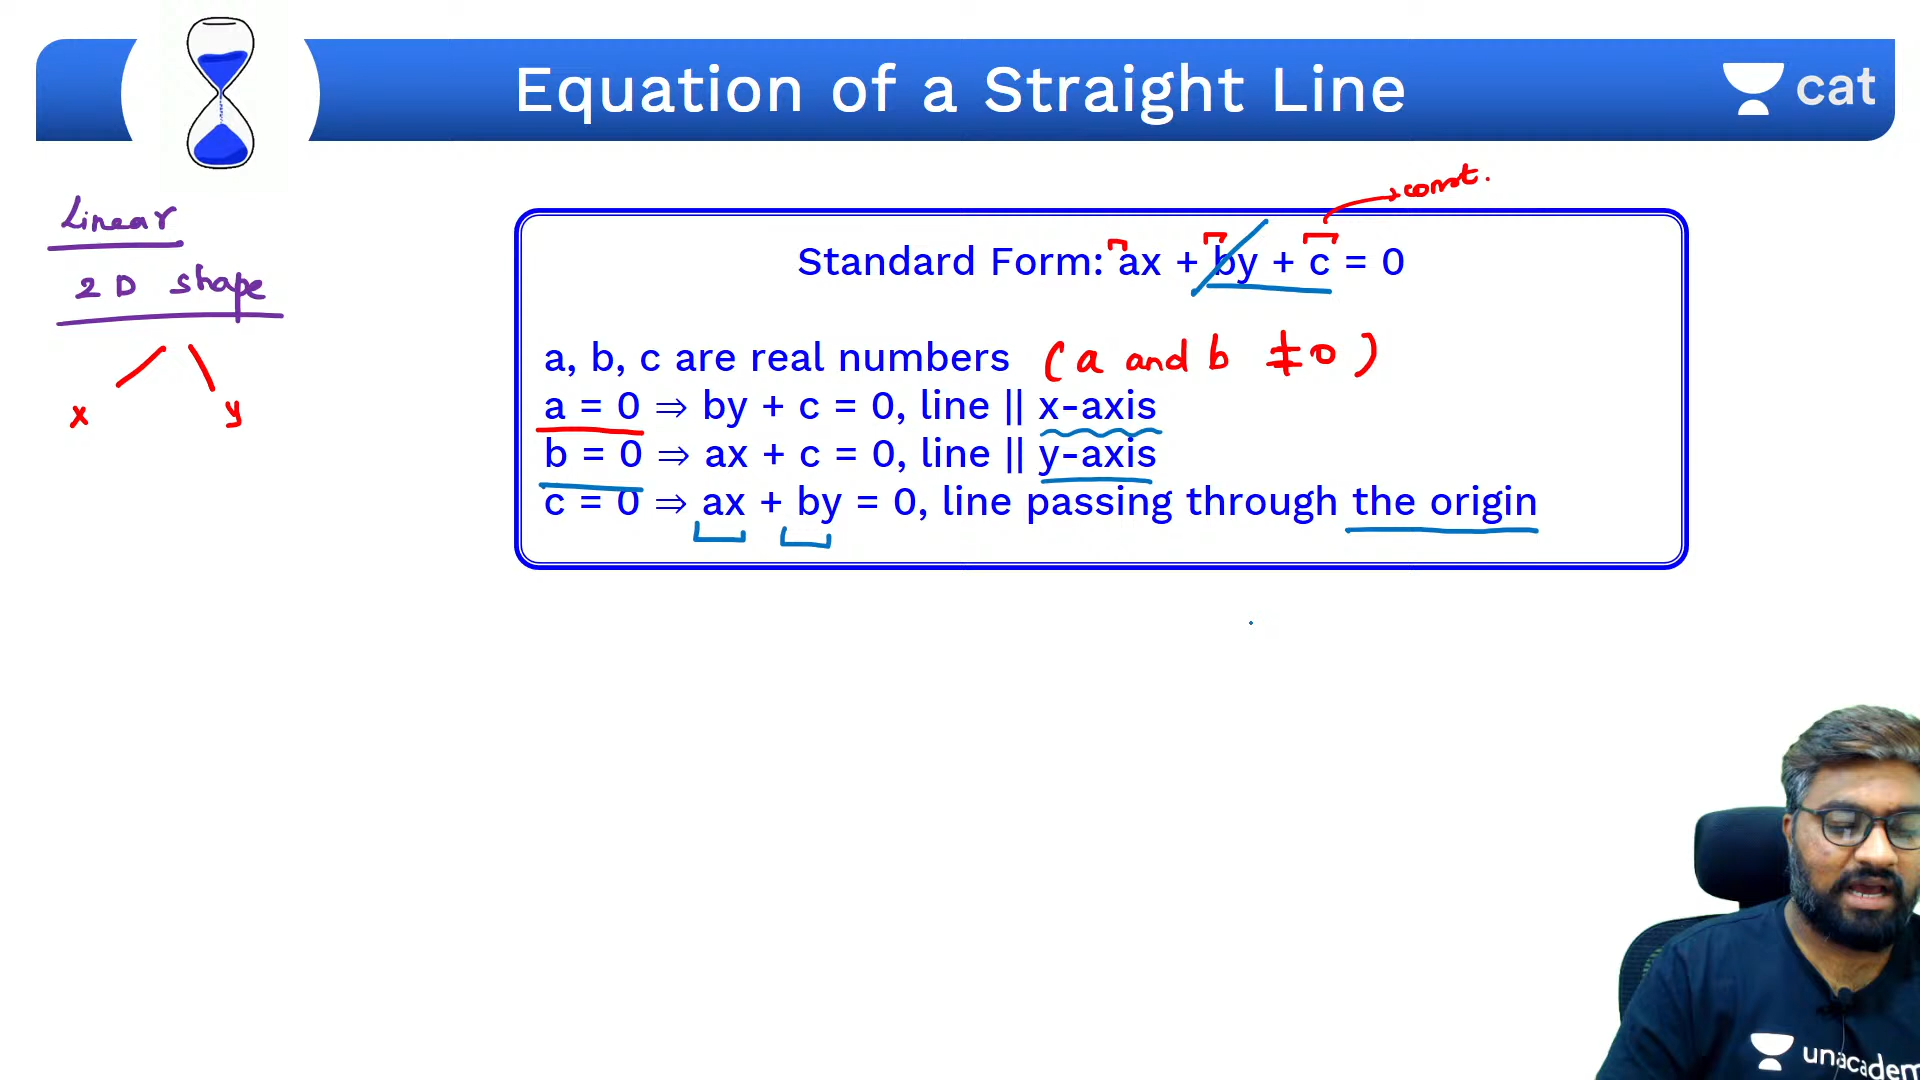 Equation of a Straight Line
cat
Linear
2D shape
x y
const.
Standard Form: ax + by + c = 0
a, b, c are real numbers (a and b ≠ 0)
a = 0 ⇒ by + c = 0, line || x-axis
b = 0 ⇒ ax + c = 0, line || y-axis
c = 0 ⇒ ax + by = 0, line passing through the origin
unacadem